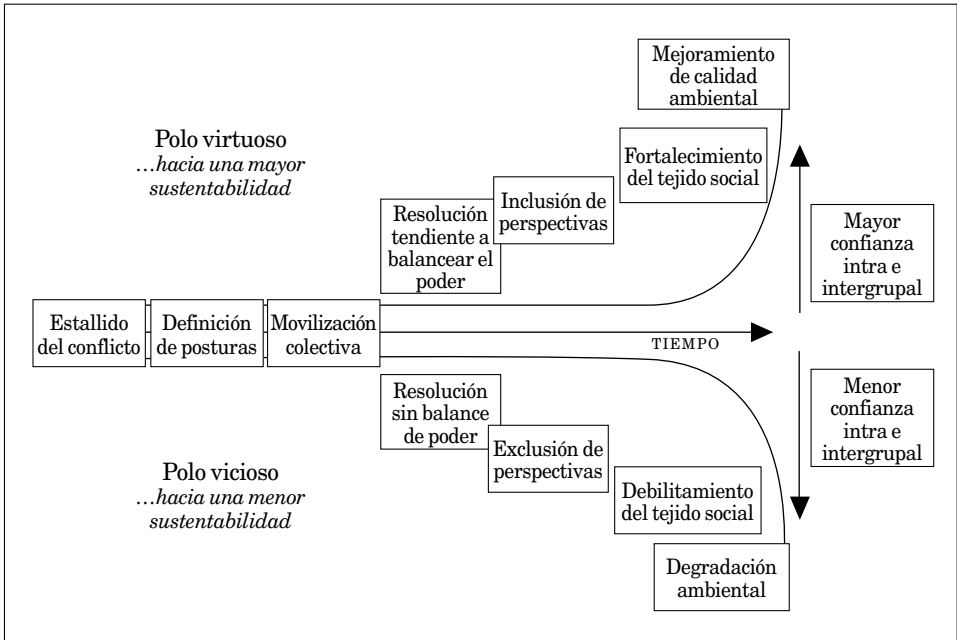 Mejoramiento
de calidad
ambiental
Polo virtuoso
...hacia una mayor
sustentabilidad
Fortalecimiento
del tejido social
Inclusión de
perspectivas
Resolución
tendiente a
balancear el
poder
Mayor
confianza
intra e
intergrupal
Estallido
del conflicto
Definición
de posturas
Movilización
colectiva
TIEMPO
Resolución
sin balance
de poder
Menor
confianza
intra e
intergrupal
Exclusión de
perspectivas
Polo vicioso
...hacia una menor
sustentabilidad
Debilitamiento
del tejido social
Degradación
ambiental